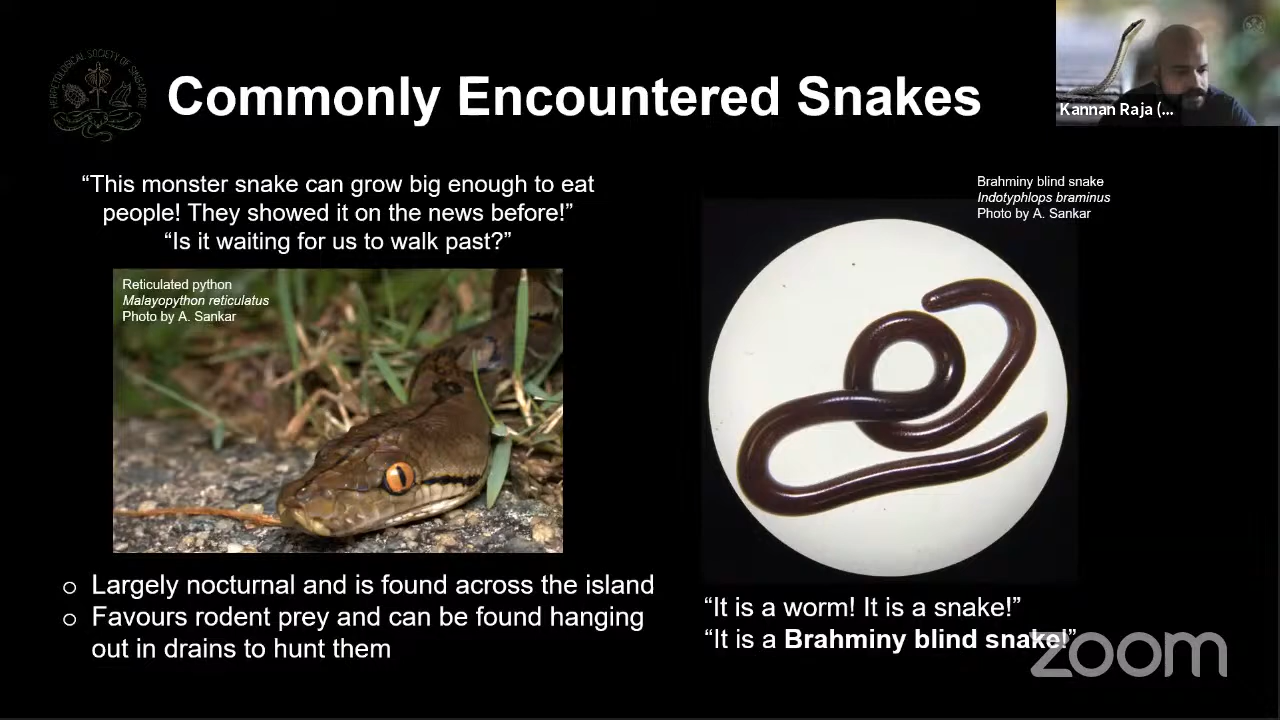 HERPETOLOGICAL SOCIETY OF SINGAPORE
Commonly Encountered Snakes
Kannan Raja (...
“This monster snake can grow big enough to eat
people! They showed it on the news before!”
“Is it waiting for us to walk past?”
Reticulated python
Malayopython reticulatus
Photo by A. Sankar
Largely nocturnal and is found across the island
Favours rodent prey and can be found hanging
out in drains to hunt them
Brahminy blind snake
Indotyphlops braminus
Photo by A. Sankar
“It is a worm! It is a snake!”
“It is a Brahminy blind snake!”
zoom